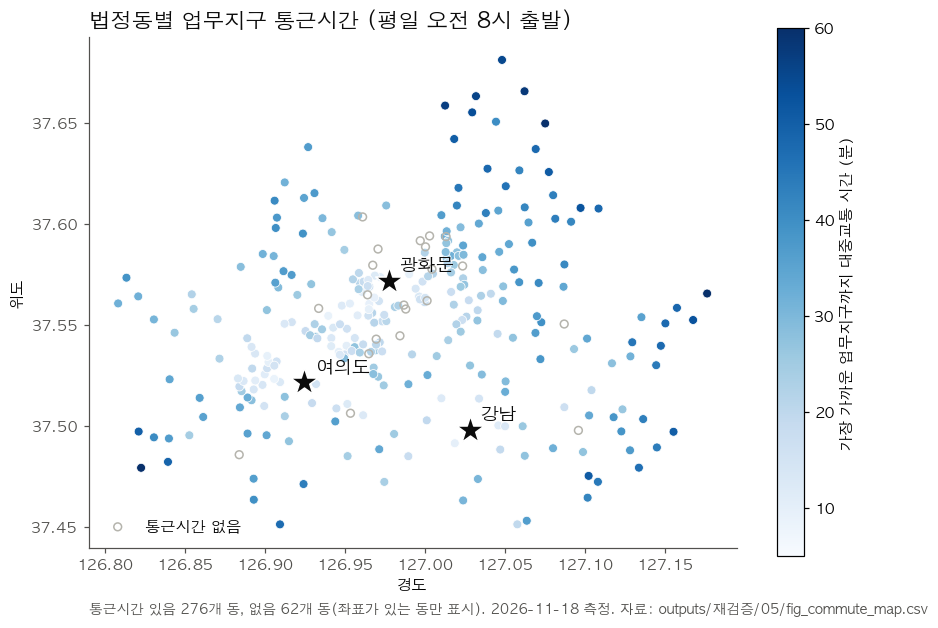 법정동별 업무지구 통근시간 (평일 오전 8시 출발)
60
50
40
30
20
10
가장 가까운 업무지구까지 대중교통 시간 (분)
37.65
37.60
37.55
37.50
37.45
위도
광화문
여의도
강남
통근시간 없음
126.80
126.85
126.90
126.95
127.00
127.05
127.10
127.15
경도
통근시간 있음 276개 동, 없음 62개 동(좌표가 있는 동만 표시). 2026-11-18 측정. 자료: outputs/재검증/05/fig_commute_map.csv